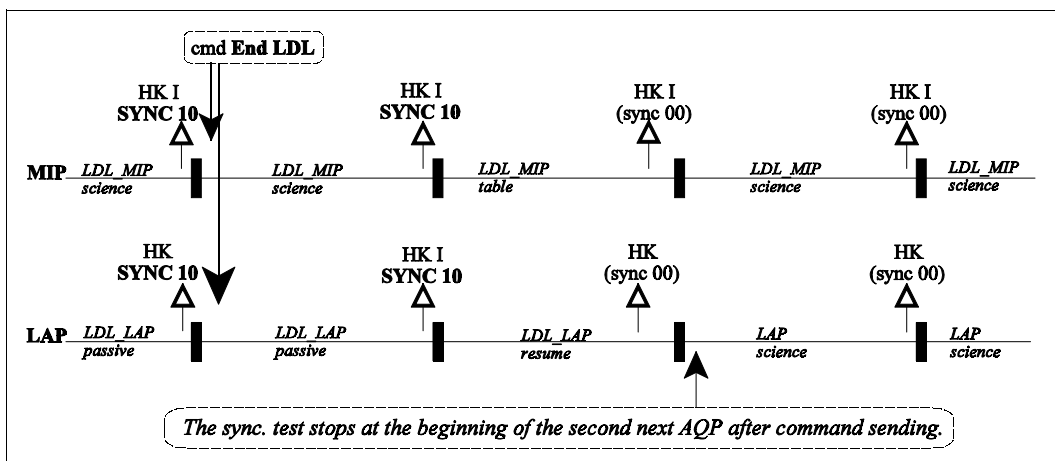 cmd End LDL
HK I
SYNC 10
HK I
SYNC 10
HK I
(sync 00)
HK I
(sync 00)
MIP
LDL_MIP
science
LDL_MIP
science
LDL_MIP
table
LDL_MIP
science
LDL_MIP
science
HK
SYNC 10
HK I
SYNC 10
HK
(sync 00)
HK
(sync 00)
LAP
LDL_LAP
passive
LDL_LAP
passive
LDL_LAP
resume
LAP
science
LAP
science
The sync. test stops at the beginning of the second next AQP after command sending.